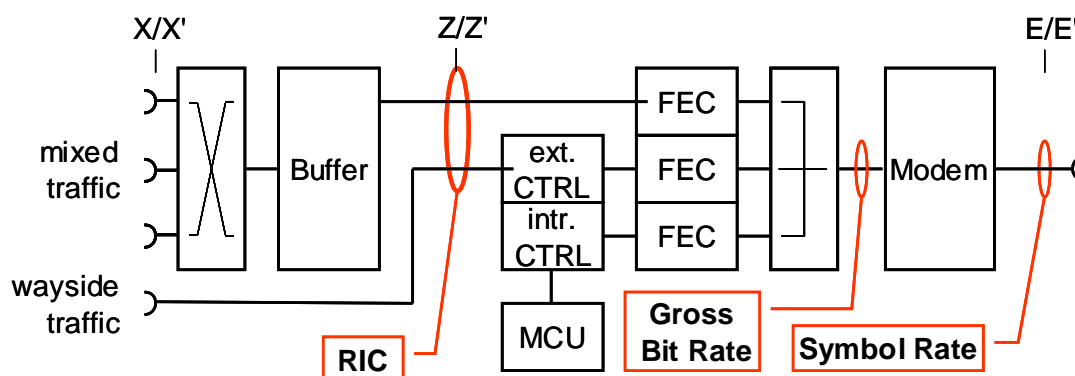 X/X'
Z/Z'
E/E'
mixed
traffic
wayside
traffic
Buffer
ext.
CTRL
intr.
CTRL
MCU
FEC
FEC
FEC
Modem
RIC
Gross
Bit Rate
Symbol Rate